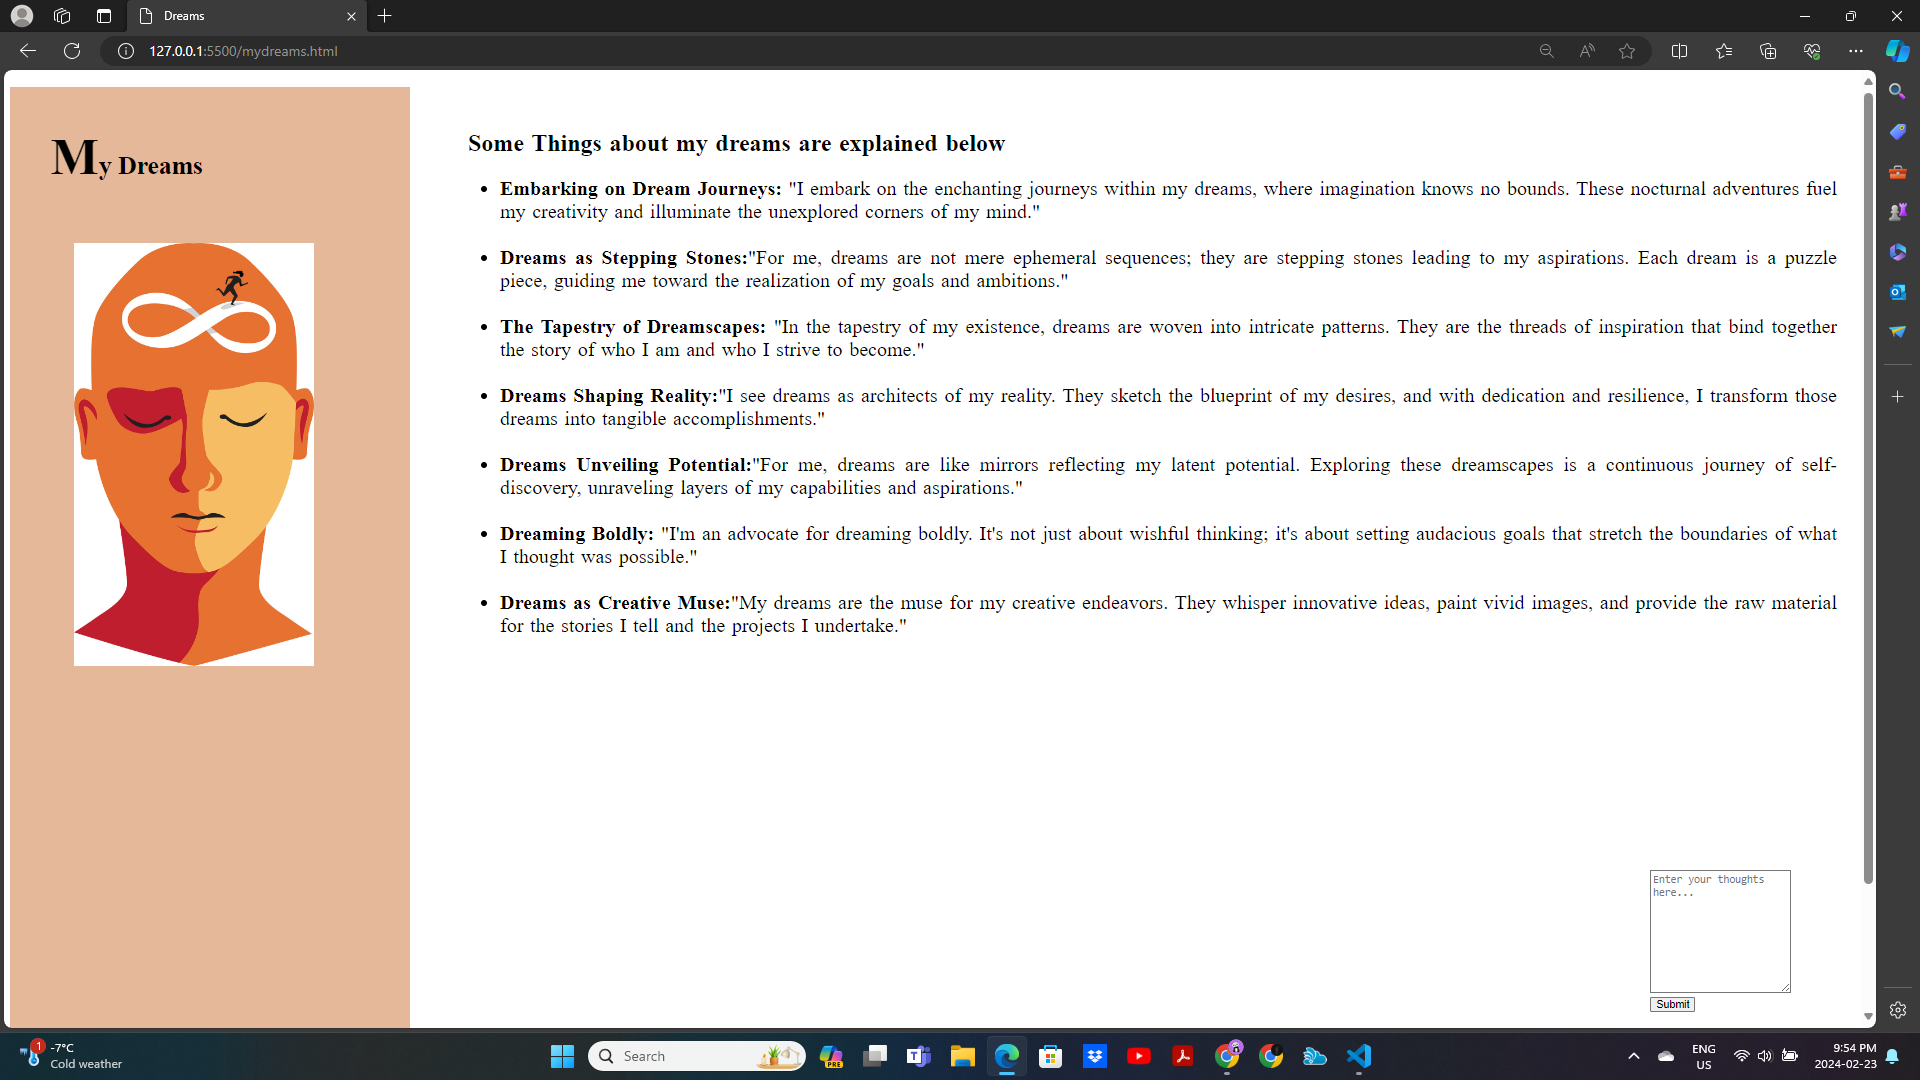 Dreams
127.0.0.1:5500/mydreams.html
My Dreams
Some Things about my dreams are explained below
• Embarking on Dream Journeys: "I embark on the enchanting journeys within my dreams, where imagination knows no bounds. These nocturnal adventures fuel
my creativity and illuminate the unexplored corners of my mind."
• Dreams as Stepping Stones:"For me, dreams are not mere ephemeral sequences; they are stepping stones leading to my aspirations. Each dream is a puzzle
piece, guiding me toward the realization of my goals and ambitions."
• The Tapestry of Dreamscapes: "In the tapestry of my existence, dreams are woven into intricate patterns. They are the threads of inspiration that bind together
the story of who I am and who I strive to become."
• Dreams Shaping Reality:"I see dreams as architects of my reality. They sketch the blueprint of my desires, and with dedication and resilience, I transform those
dreams into tangible accomplishments."
• Dreams Unveiling Potential:"For me, dreams are like mirrors reflecting my latent potential. Exploring these dreamscapes is a continuous journey of self-
discovery, unraveling layers of my capabilities and aspirations."
• Dreaming Boldly: "I'm an advocate for dreaming boldly. It's not just about wishful thinking; it's about setting audacious goals that stretch the boundaries of what
I thought was possible."
• Dreams as Creative Muse:"My dreams are the muse for my creative endeavors. They whisper innovative ideas, paint vivid images, and provide the raw material
for the stories I tell and the projects I undertake."
Enter your thoughts
here...
Submit
1
-7°C
Cold weather
Search
PRE
ENG
US
9:54 PM
2024-02-23